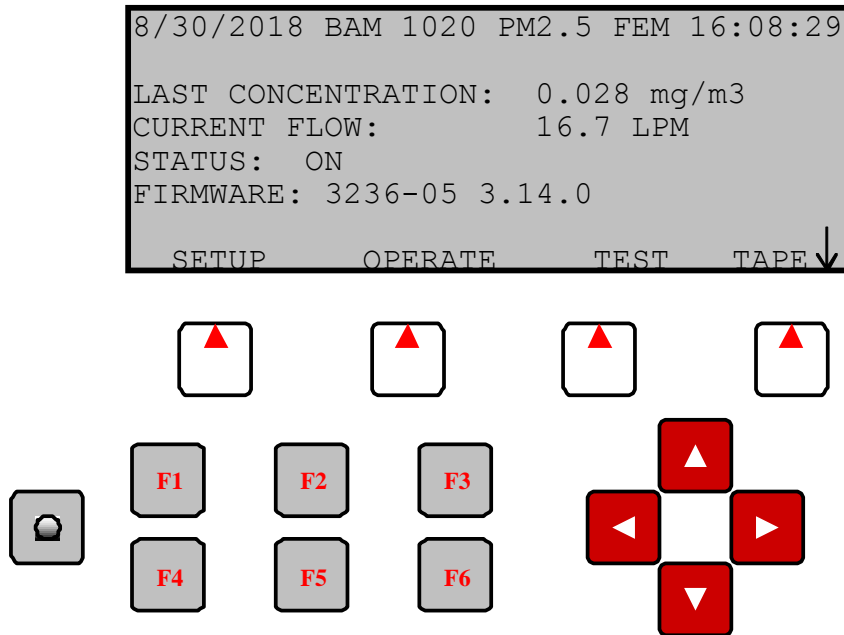 8/30/2018 BAM 1020 PM2.5 FEM 16:08:29
LAST CONCENTRATION: 0.028 mg/m3
CURRENT FLOW: 16.7 LPM
STATUS: ON
FIRMWARE: 3236-05 3.14.0
SETUP OPERATE TEST TAPE
F1 F2 F3
F4 F5 F6